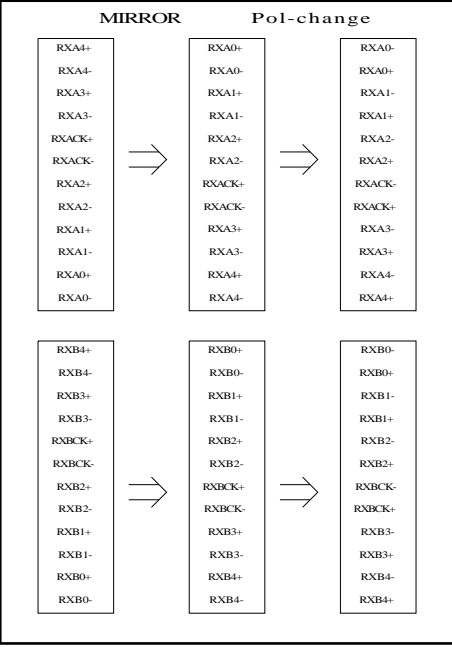 MIRROR Pol-change
RXA4+ RXA0+ RXA0-
RXA4- RXA0- RXA0+
RXA3+ RXA1+ RXA1-
RXA3- RXA1- RXA1+
RXACK+ RXA2+ RXA2-
RXACK- RXA2- RXA2+
RXA2+ RXACK+ RXACK-
RXA2- RXACK- RXACK+
RXA1+ RXA3+ RXA3-
RXA1- RXA3- RXA3+
RXA0+ RXA4+ RXA4-
RXA0- RXA4- RXA4+
RXB4+ RXB0+ RXB0-
RXB4- RXB0- RXB0+
RXB3+ RXB1+ RXB1-
RXB3- RXB1- RXB1+
RXBCK+ RXB2+ RXB2-
RXBCK- RXB2- RXB2+
RXB2+ RXBCK+ RXBCK-
RXB2- RXBCK- RXBCK+
RXB1+ RXB3+ RXB3-
RXB1- RXB3- RXB3+
RXB0+ RXB4+ RXB4-
RXB0- RXB4- RXB4+